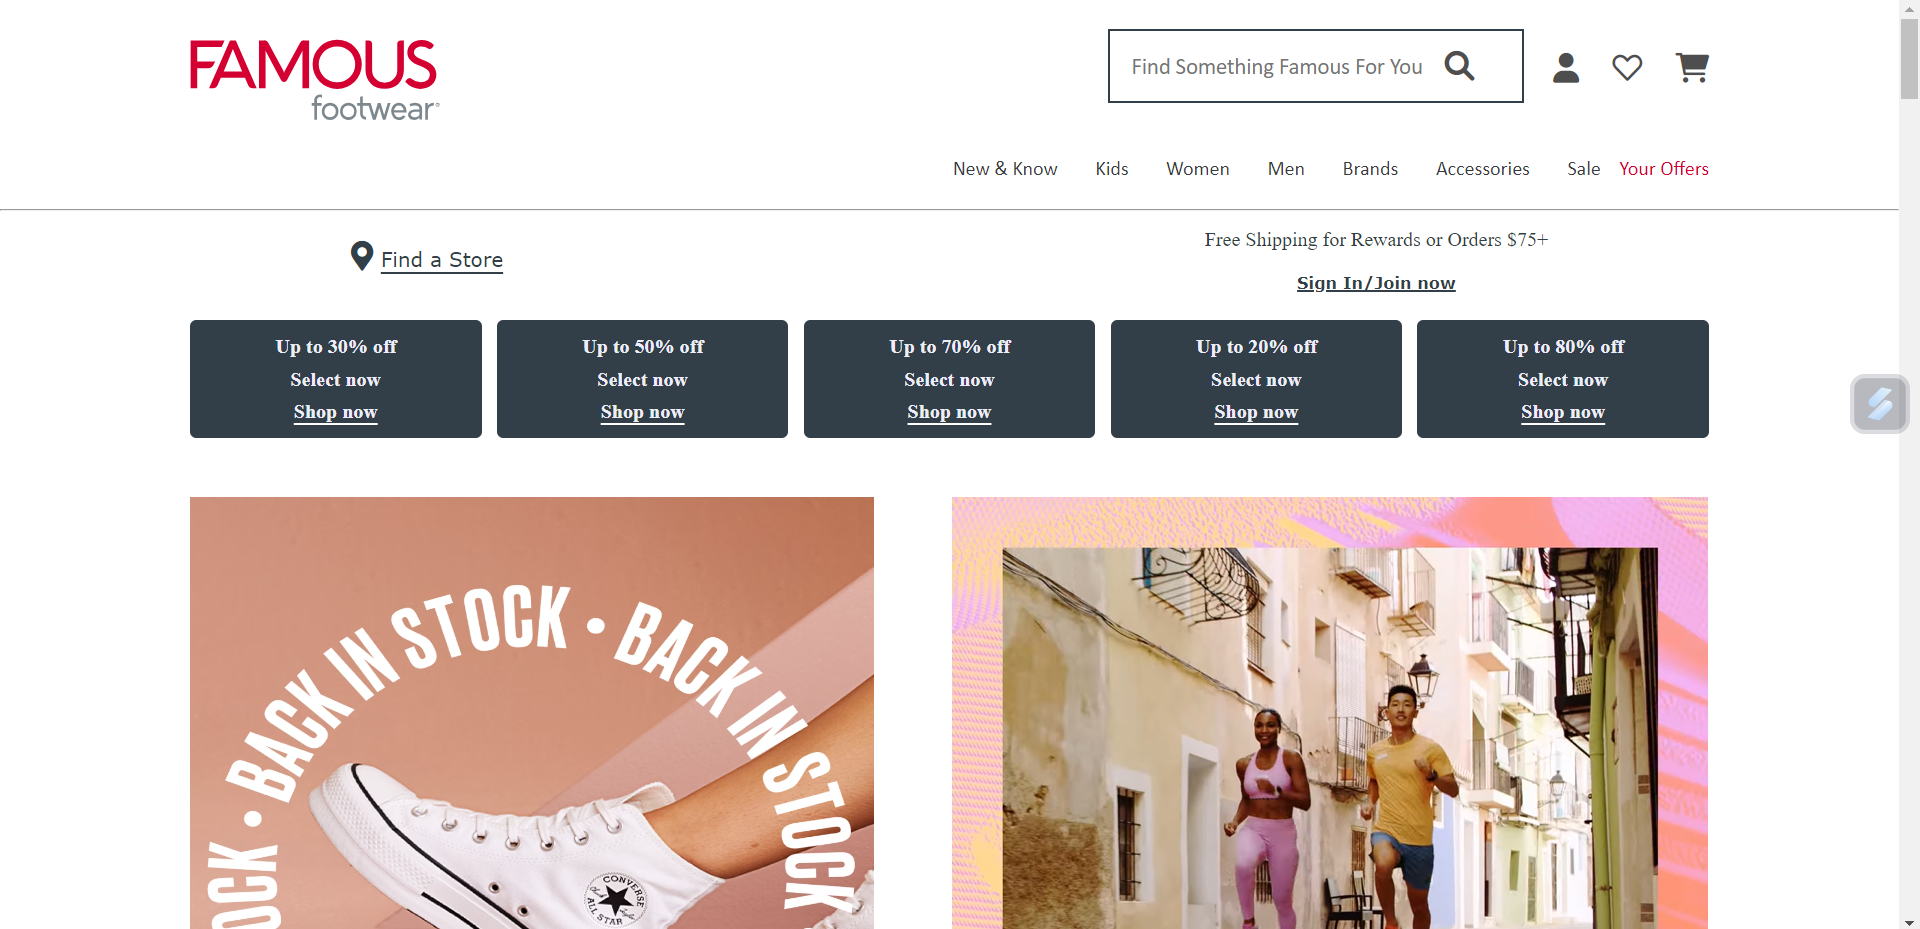 FAMOUS
footwear
Find Something Famous For You
New & Know Kids Women Men Brands Accessories Sale Your Offers
Find a Store
Free Shipping for Rewards or Orders $75+
Sign In/Join now
Up to 30% off
Select now
Shop now
Up to 50% off
Select now
Shop now
Up to 70% off
Select now
Shop now
Up to 20% off
Select now
Shop now
Up to 80% off
Select now
Shop now
OCK • BACK IN STOCK • BACK IN STOCK
CONVERSE
ALL STAR